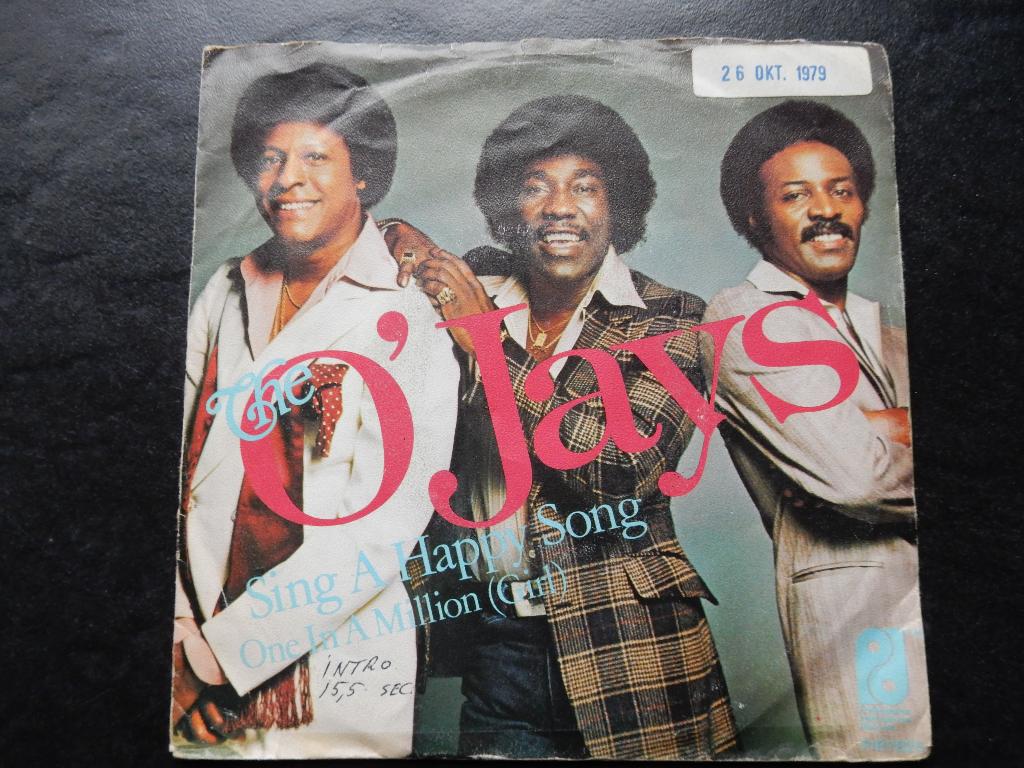 26 OKT. 1979
The
O'Jays
Sing A Happy Song
One In A Million (Girl)
INTRO
15,5 SEC.